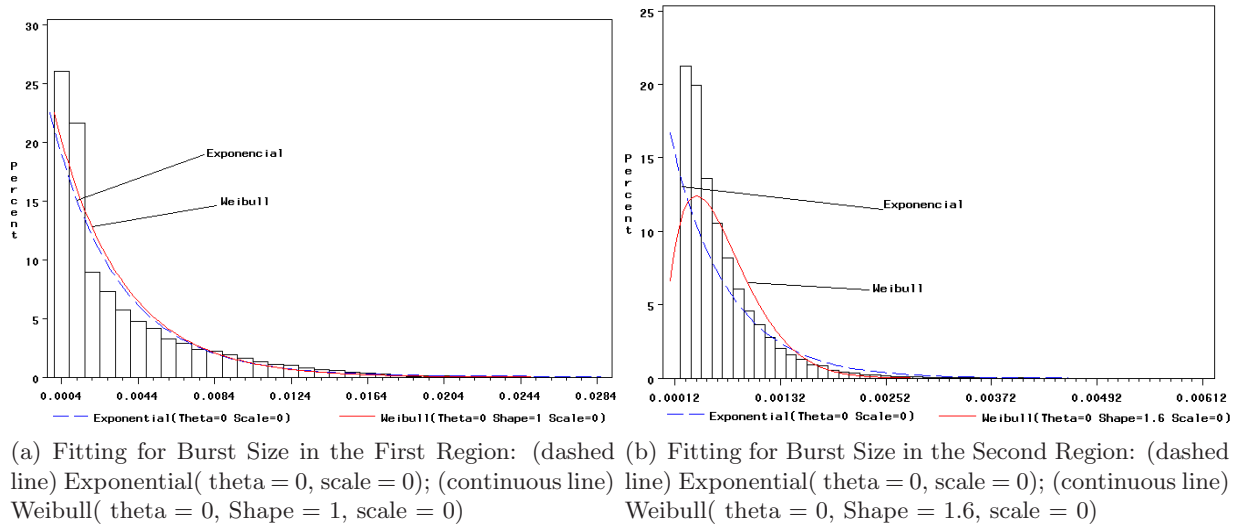 30
25
20
15
10
5
0
Percent
Exponencial
Weibull
0.0004 0.0044 0.0084 0.0124 0.0164 0.0204 0.0244 0.0284
Exponential(Theta=0 Scale=0) Weibull(Theta=0 Shape=1 Scale=0)
25
20
15
10
5
0
Percent
Exponencial
Weibull
0.00012 0.00132 0.00252 0.00372 0.00492 0.00612
Exponential(Theta=0 Scale=0) Weibull(Theta=0 Shape=1.6 Scale=0)
(a) Fitting for Burst Size in the First Region: (dashed
line) Exponential( theta = 0, scale = 0); (continuous line)
Weibull( theta = 0, Shape = 1, scale = 0)
(b) Fitting for Burst Size in the Second Region: (dashed
line) Exponential( theta = 0, scale = 0); (continuous line)
Weibull( theta = 0, Shape = 1.6, scale = 0)